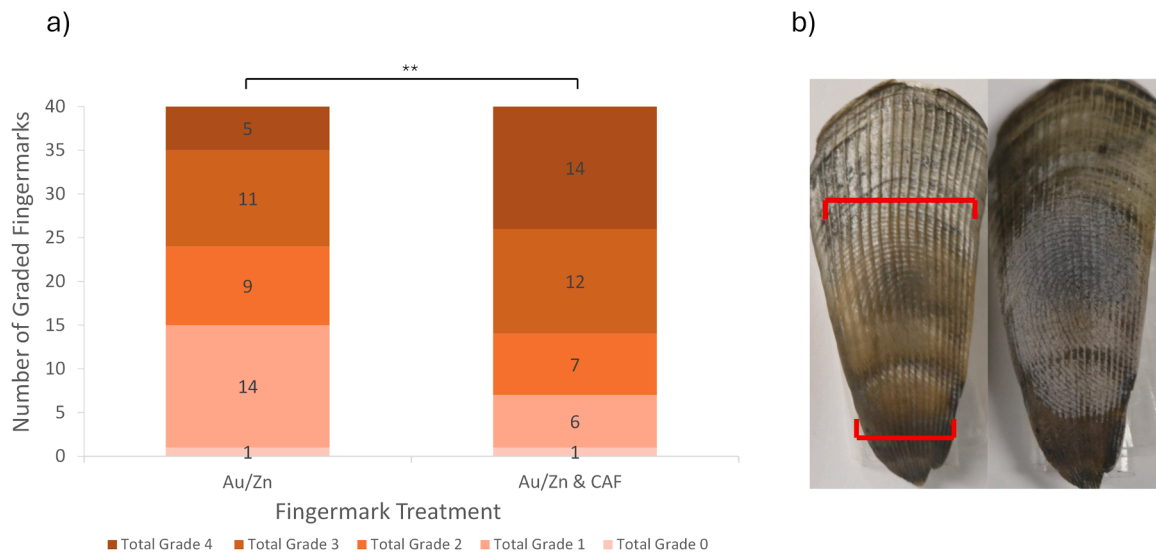 a)
b)
**
Number of Graded Fingermarks
40
35
30
25
20
15
10
5
0
5
11
9
14
1
14
12
7
6
1
Au/Zn
Au/Zn & CAF
Fingermark Treatment
Total Grade 4 Total Grade 3 Total Grade 2 Total Grade 1 Total Grade 0